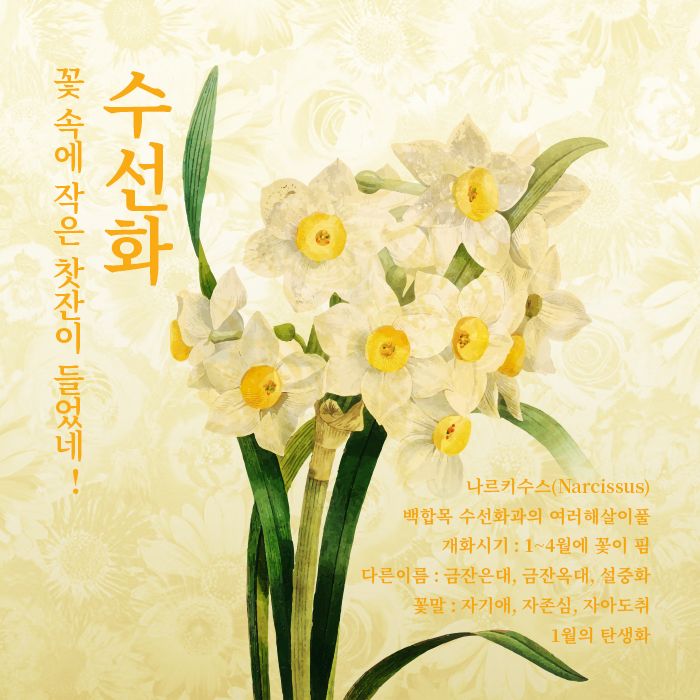 수선화
꽃 속에 작은 찻잔이 들었네!
나르키수스(Narcissus)
백합목 수선화과의 여러해살이풀
개화시기 : 1~4월에 꽃이 핌
다른이름 : 금잔은대, 금잔옥대, 설중화
꽃말 : 자기애, 자존심, 자아도취
1월의 탄생화